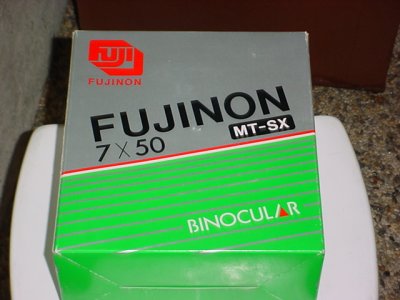 FUJI
FUJINON
FUJINON
MT-SX
7×50
BINOCULAR